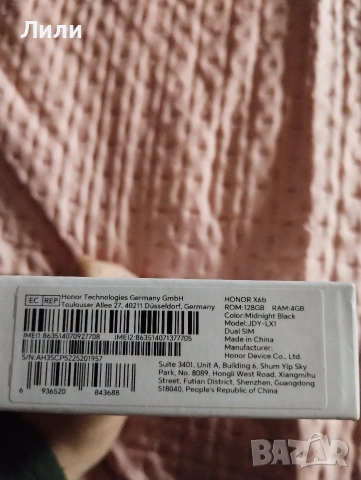 Лили
EC REP
Honor Technologies Germany GmbH
Toulouser Allee 27, 40211 Düsseldorf, Germany
HONOR X6b
ROM:128GB RAM:4GB
Color:Midnight Black
Model:JDY-LX1
Dual SIM
Made in China
Manufacturer:
Honor Device Co., Ltd.
IMEI1:863514070927708 IMEI2:863514071377705
S/N:AH3SCP5225201957
Suite 3401, Unit A, Building 6, Shum Yip Sky
Park, No. 8089, Hongli West Road, Xiangmihu
Street, Futian District, Shenzhen, Guangdong
518040, People's Republic of China
6 936520 843688
BAZAR